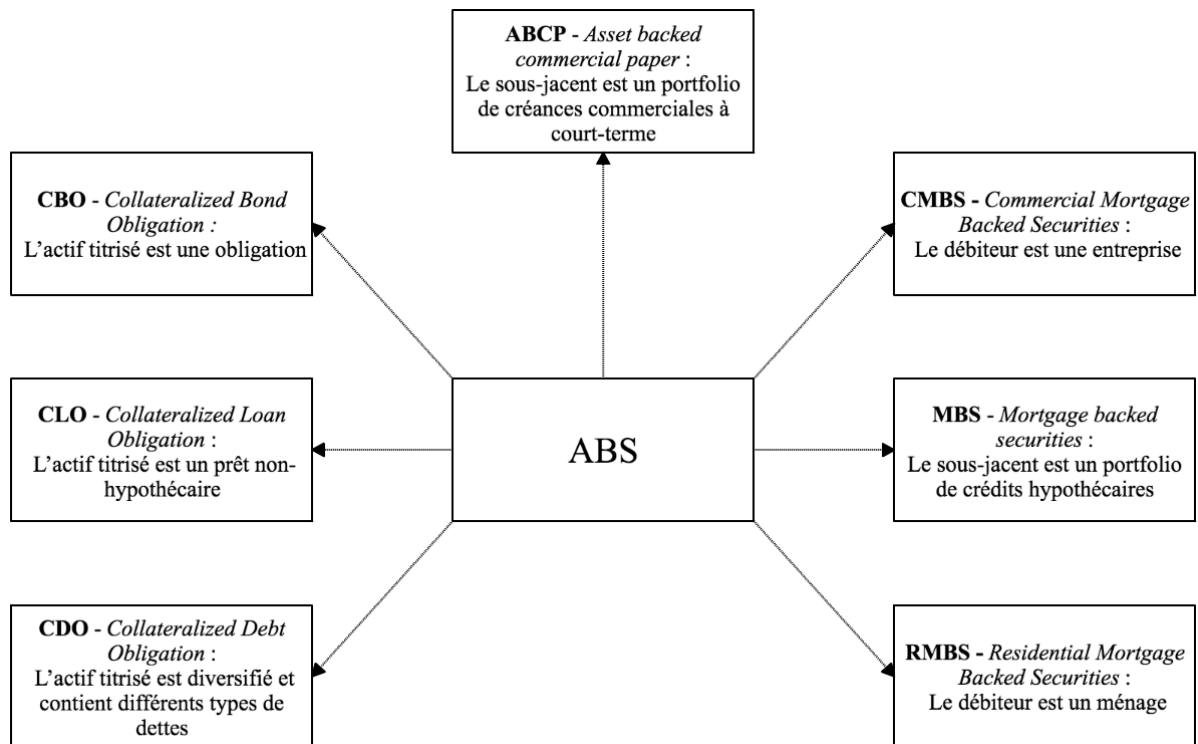 ABCP - Asset backed
commercial paper :
Le sous-jacent est un portfolio
de créances commerciales à
court-terme
CBO - Collateralized Bond
Obligation :
L’actif titrisé est une obligation
CMBS - Commercial Mortgage
Backed Securities :
Le débiteur est une entreprise
CLO - Collateralized Loan
Obligation :
L’actif titrisé est un prêt non-
hypothécaire
ABS
MBS - Mortgage backed
securities :
Le sous-jacent est un portfolio
de crédits hypothécaires
CDO - Collateralized Debt
Obligation :
L’actif titrisé est diversifié et
contient différents types de
dettes
RMBS - Residential Mortgage
Backed Securities :
Le débiteur est un ménage